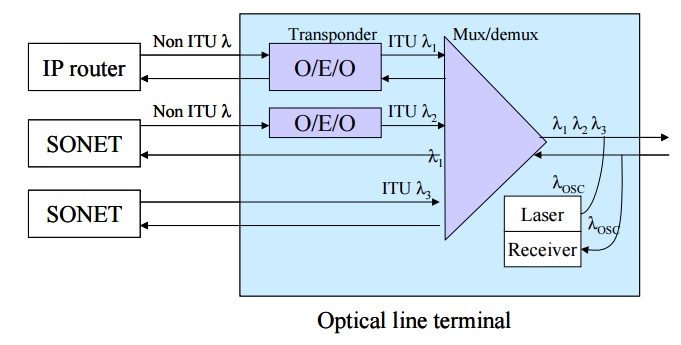 Transponder
Mux/demux
Non ITU λ
ITU λ1
IP router
O/E/O
Non ITU λ
ITU λ2
O/E/O
λ1 λ2 λ3
SONET
λ1
ITU λ3
λOSC
SONET
Laser
λOSC
Receiver
Optical line terminal